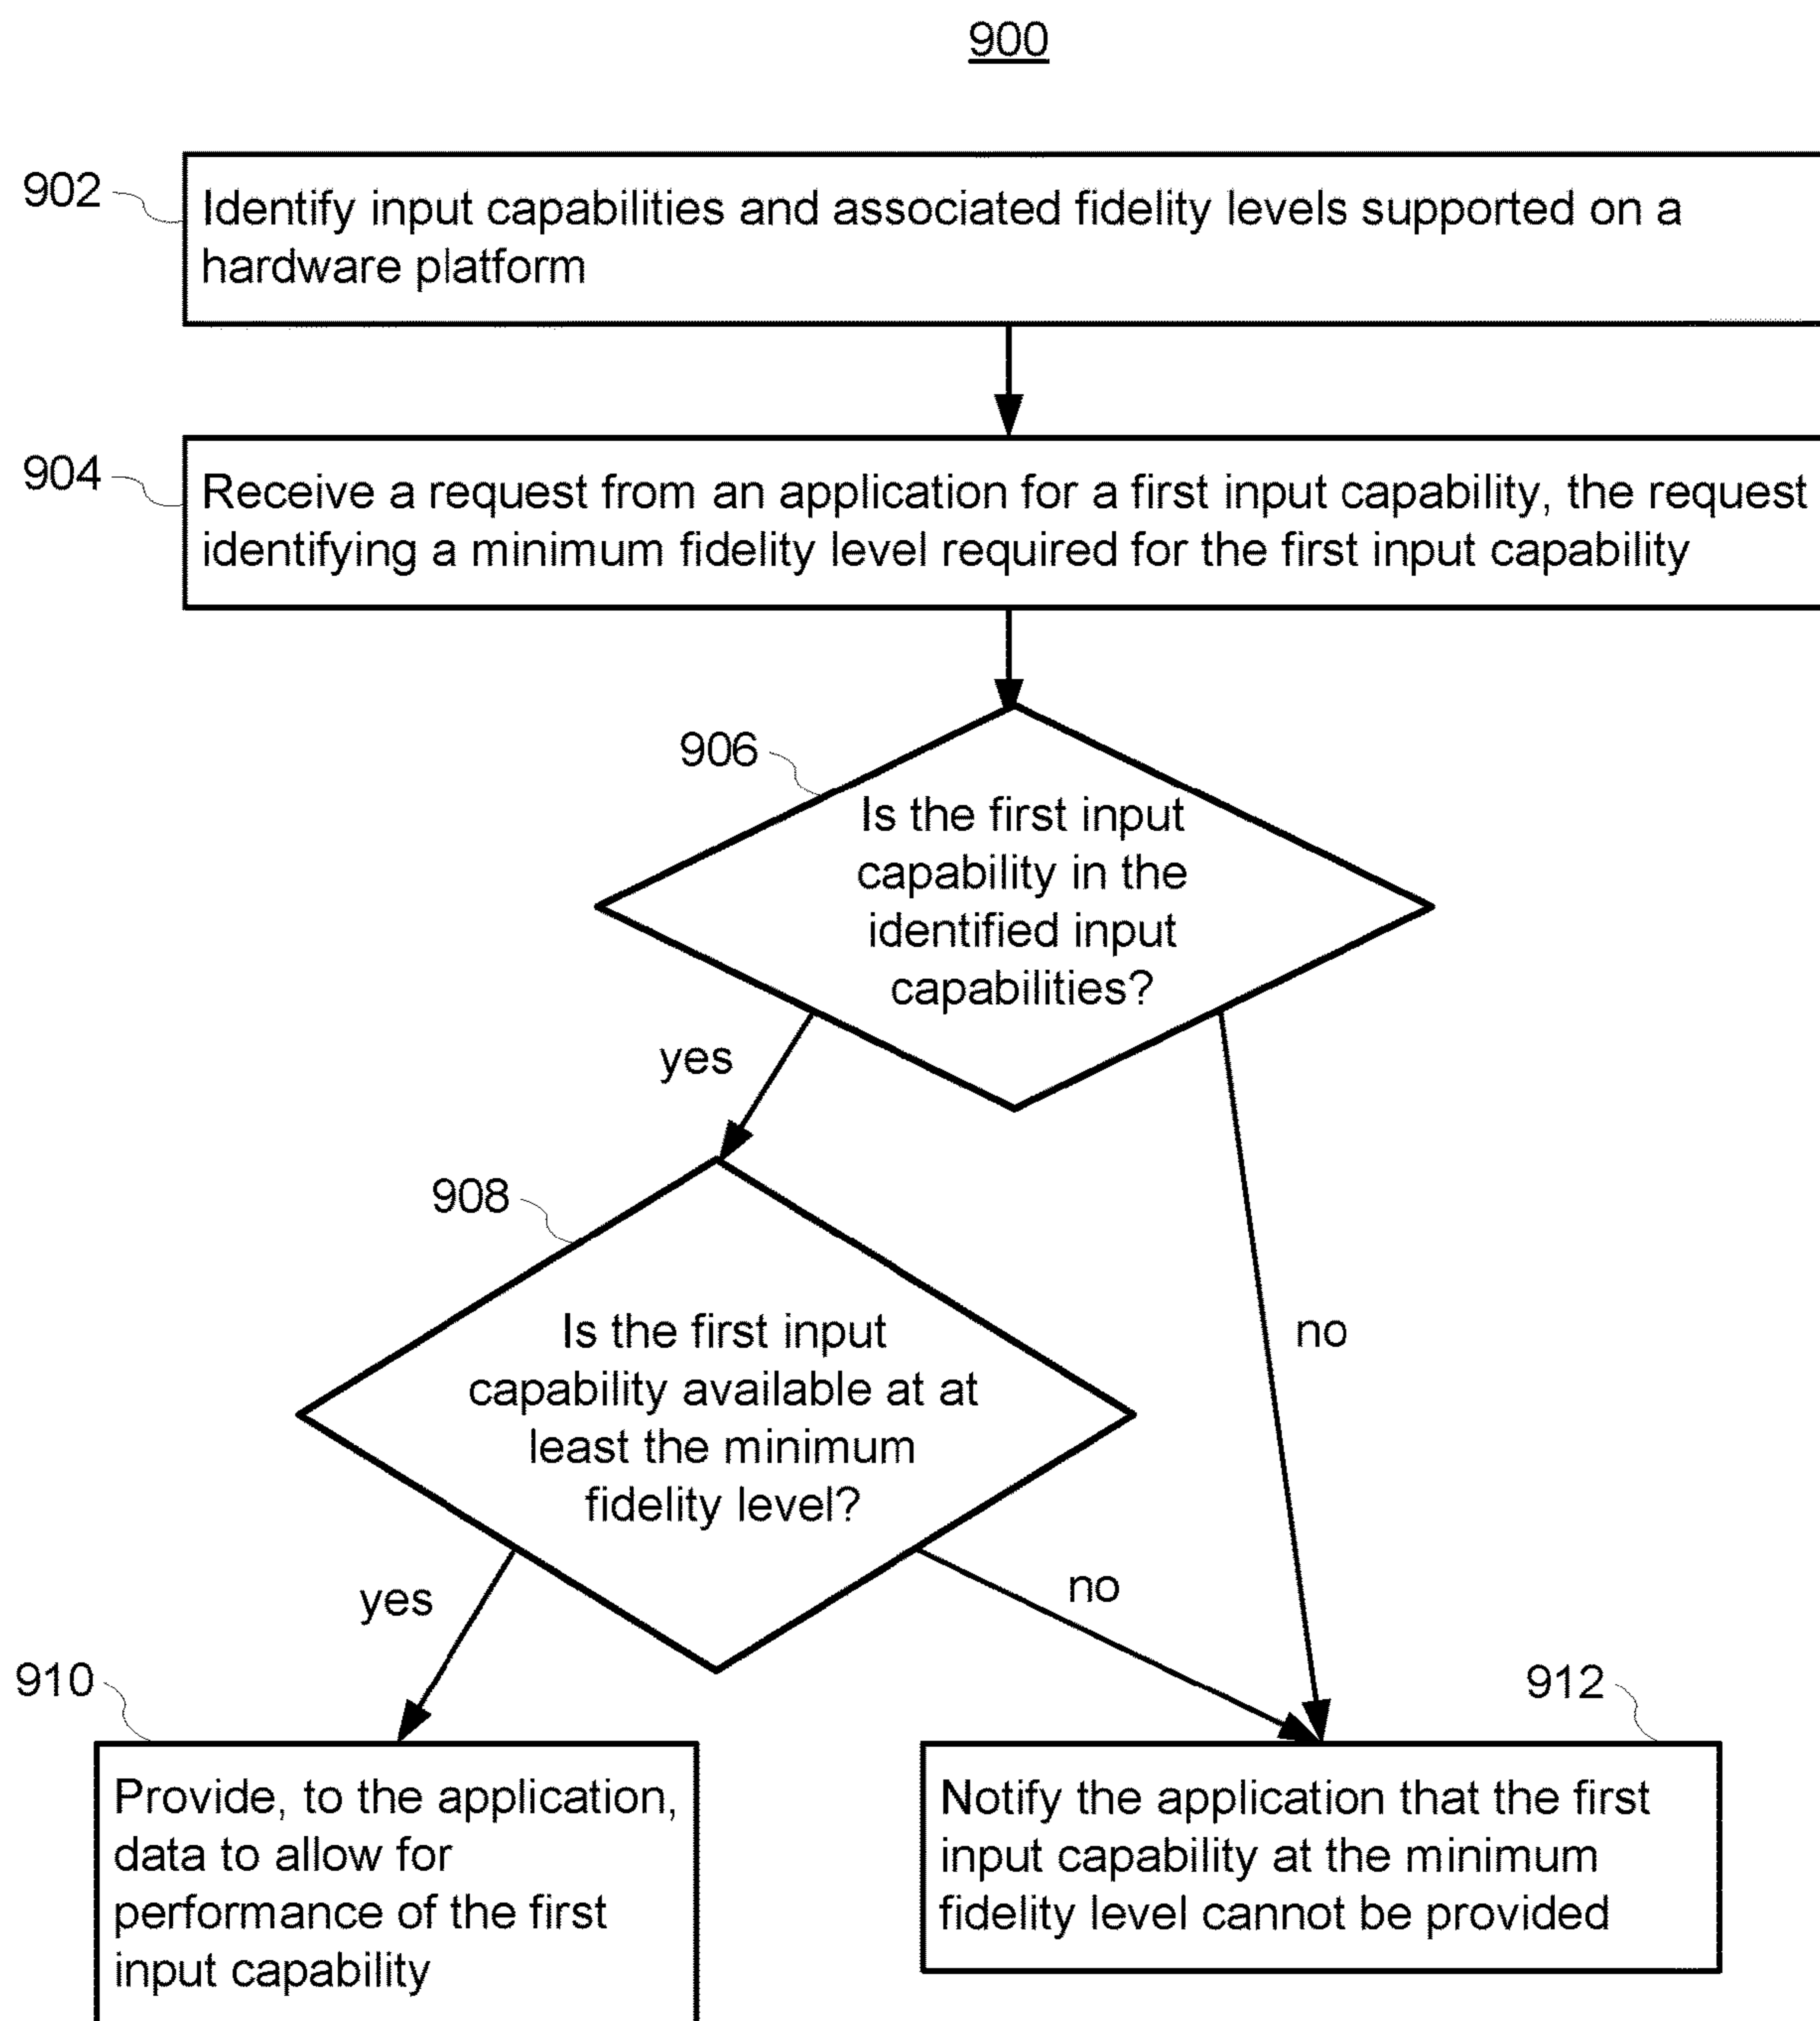 900
902
Identify input capabilities and associated fidelity levels supported on a
hardware platform
904
Receive a request from an application for a first input capability, the request
identifying a minimum fidelity level required for the first input capability
906
Is the first input
capability in the
identified input
capabilities?
yes
no
908
Is the first input
capability available at at
least the minimum
fidelity level?
yes
no
910
Provide, to the application,
data to allow for
performance of the first
input capability
912
Notify the application that the first
input capability at the minimum
fidelity level cannot be provided